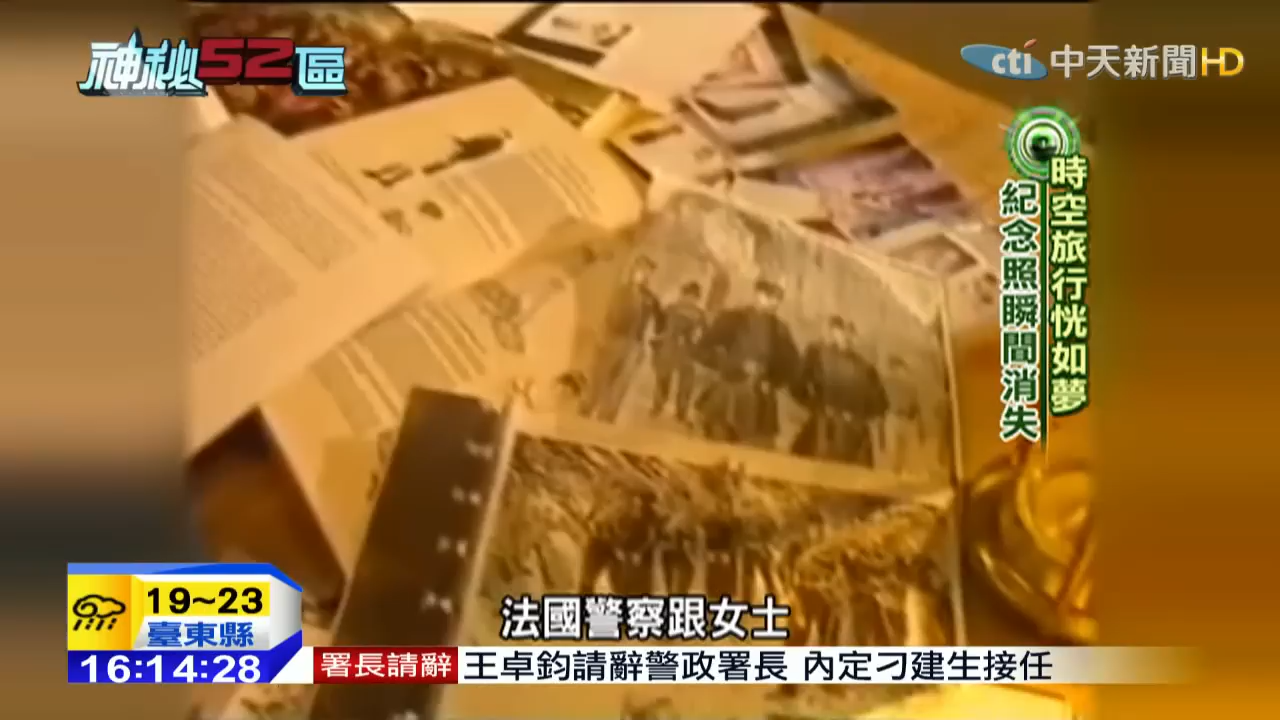 神秘52區
cti 中天新聞HD
時空旅行恍如夢
紀念照瞬間消失
法國警察跟女士
19~23
臺東縣
16:14:28
署長請辭 王卓鈞請辭警政署長 內定刁建生接任